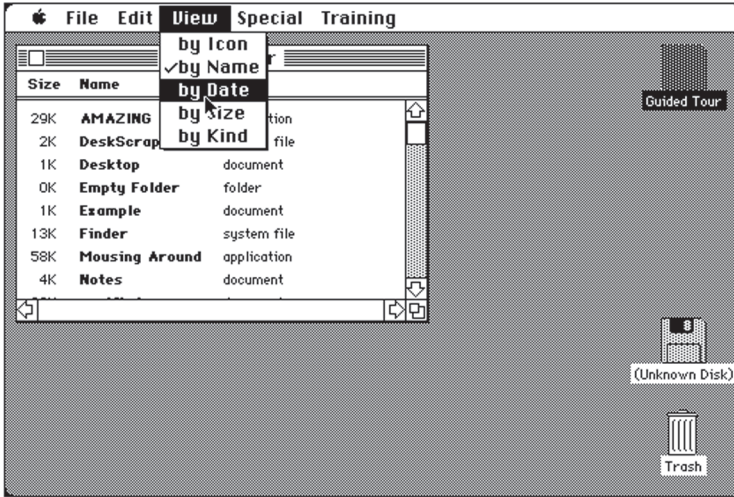 File Edit View Special Training
by Icon
✓by Name
by Date
by Size
by Kind
Size Name
29K AMAZING
2K DeskScrap file
1K Desktop document
0K Empty Folder folder
1K Example document
13K Finder system file
58K Mousing Around application
4K Notes document
Guided Tour
(Unknown Disk)
Trash